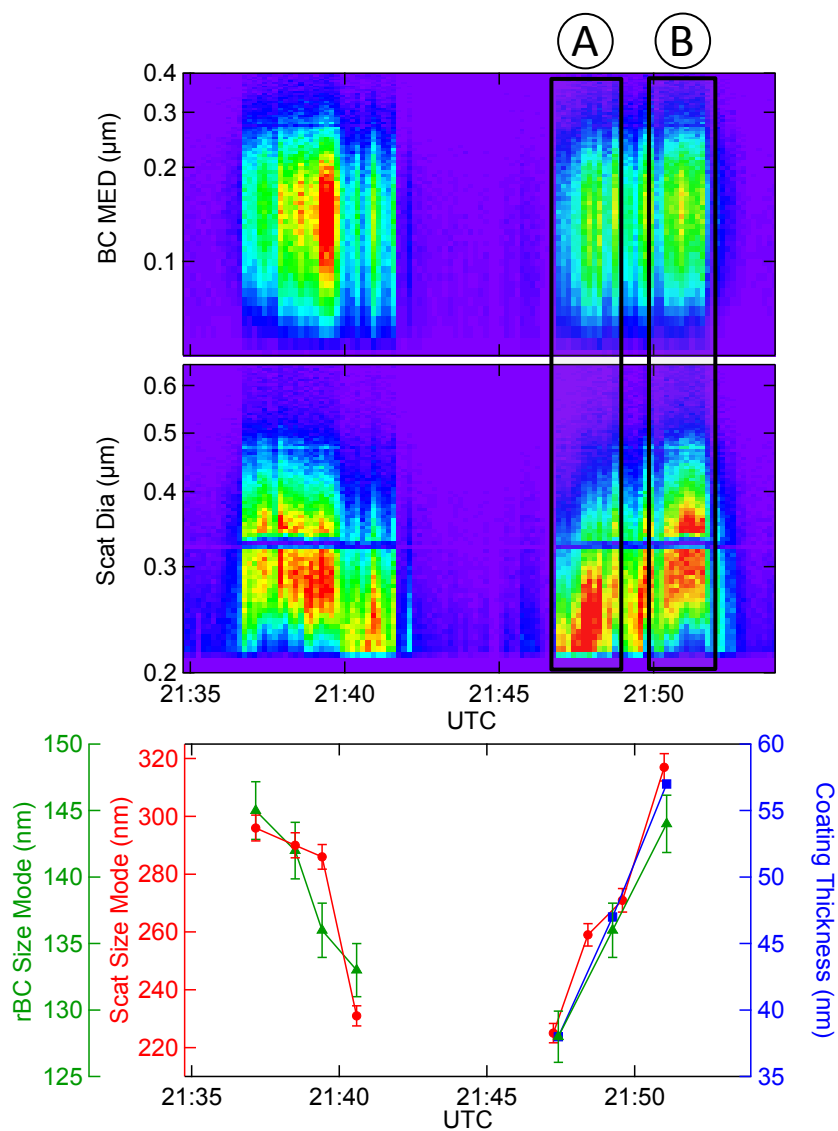 A B
0.4
0.3
0.2
0.1
BC MED (µm)
0.6
0.5
0.4
0.3
0.2
Scat Dia (µm)
21:35 21:40 21:45 21:50
UTC
150
145
140
135
130
125
rBC Size Mode (nm)
320
300
280
260
240
220
Scat Size Mode (nm)
60
55
50
45
40
35
Coating Thickness (nm)
21:35 21:40 21:45 21:50
UTC